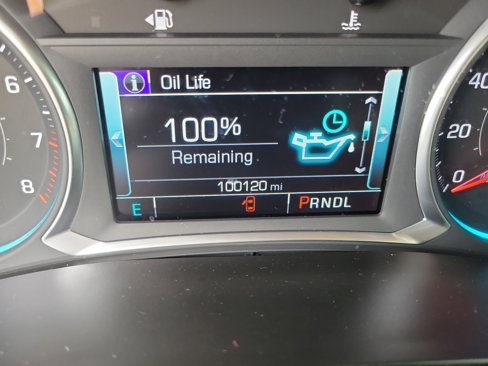 Oil Life
100%
Remaining
100120 mi
E
PRNDL
6
7
8
40
20
0